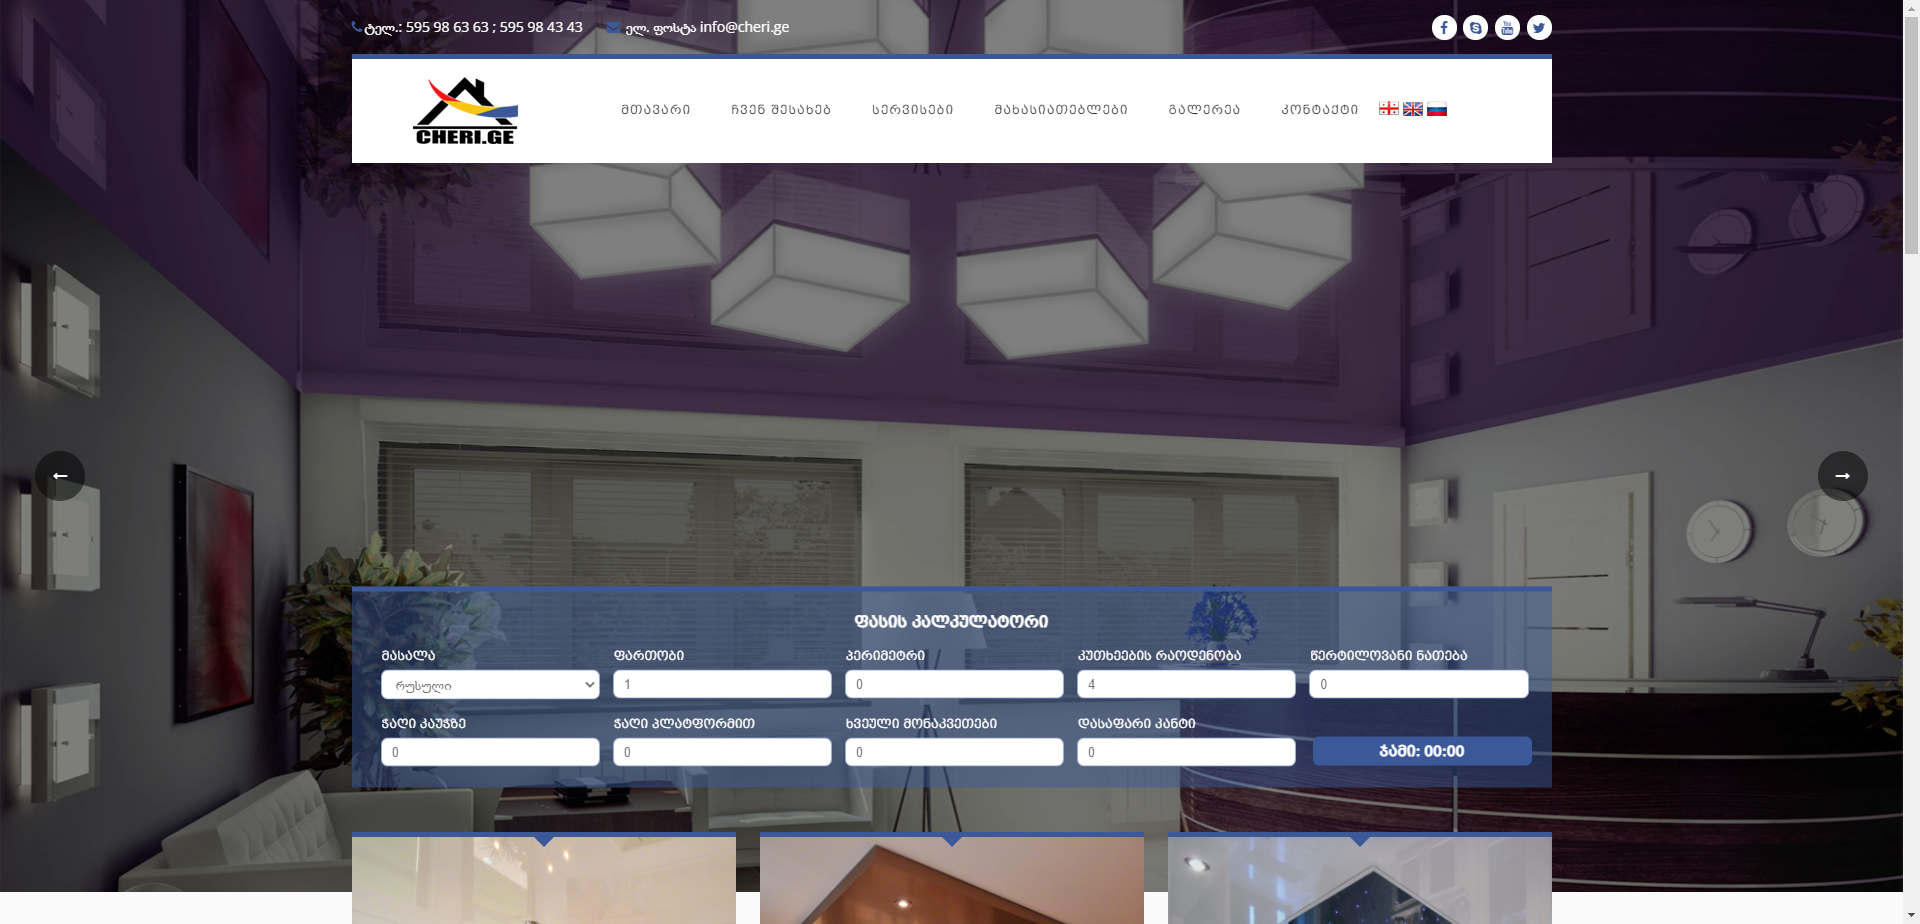 ტელ.: 595 98 63 63 ; 595 98 43 43 ელ. ფოსტა info@cheri.ge
CHERI.GE
მთავარი ჩვენ შესახებ სერვისები მახასიათებლები გალერეა კონტაქტი
ფასის კალკულატორი
მასალა ფართობი პერიმეტრი კუთხეების რაოდენობა წერტილოვანი ნათება
რუსული 1 0 4 0
ჭაღი კაუჭზე ჭაღი პლატფორმით ხვეული მონაკვეთები დასაფარი კანტი
0 0 0 0 ჯამი: 00:00